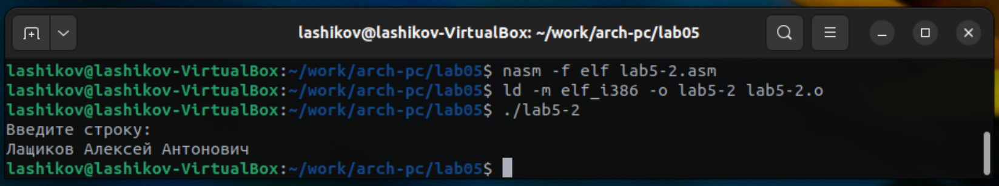 lashikov@lashikov-VirtualBox: ~/work/arch-pc/lab05
lashikov@lashikov-VirtualBox:~/work/arch-pc/lab05$ nasm -f elf lab5-2.asm
lashikov@lashikov-VirtualBox:~/work/arch-pc/lab05$ ld -m elf_i386 -o lab5-2 lab5-2.o
lashikov@lashikov-VirtualBox:~/work/arch-pc/lab05$ ./lab5-2
Введите строку:
Лащиков Алексей Антонович
lashikov@lashikov-VirtualBox:~/work/arch-pc/lab05$